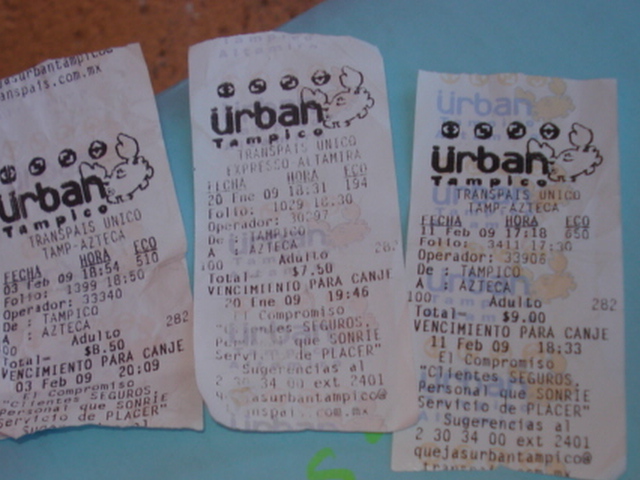 urbantampico
anspais.com.mx
urban
Tampico
TRANSPAIS UNICO
TAMP-AZTECA
FECHA HORA ECO
03 Feb 09 18:54 510
Folio: 1399 18:50
Operador: 33340
De : TAMPICO
A : AZTECA
282
00 Adulto
Total- $8.50
VENCIMIENTO PARA CANJE
03 Feb 09 20:09
El Compromiso
"Clientes SEGUROS,
Personal que SONRIE
Servicio de PLACER"
Sugerencias al
urban
Tampico
TRANSPAIS UNICO
EXPRESSO ALTAMIRA
FECHA HORA ECO
20 Ene 09 18:31 194
Folio: 1029 18:30
Operador:
De : TAMPICO
A : AZTECA
282
100 Adulto
Total- $7.50
VENCIMIENTO PARA CANJE
20 Ene 09 19:46
El Compromiso
"Clientes SEGUROS,
Personal que SONRIE
Servicio de PLACER"
Sugerencias al
2 30 34 00 ext 2401
quejasurbantampico@
transpais.com.mx
urban
Tampico
TRANSPAIS UNICO
TAMP-AZTECA
FECHA HORA ECO
11 Feb 09 17:18 650
Folio: 3411 17:30
Operador: 33906
De : TAMPICO
A : AZTECA
282
100 Adulto
Total- $9.00
VENCIMIENTO PARA CANJE
11 Feb 09 18:33
El Compromiso
"Clientes SEGUROS,
Personal que SONRIE
Servicio de PLACER"
Sugerencias al
2 30 34 00 ext 2401
quejasurbantampico@